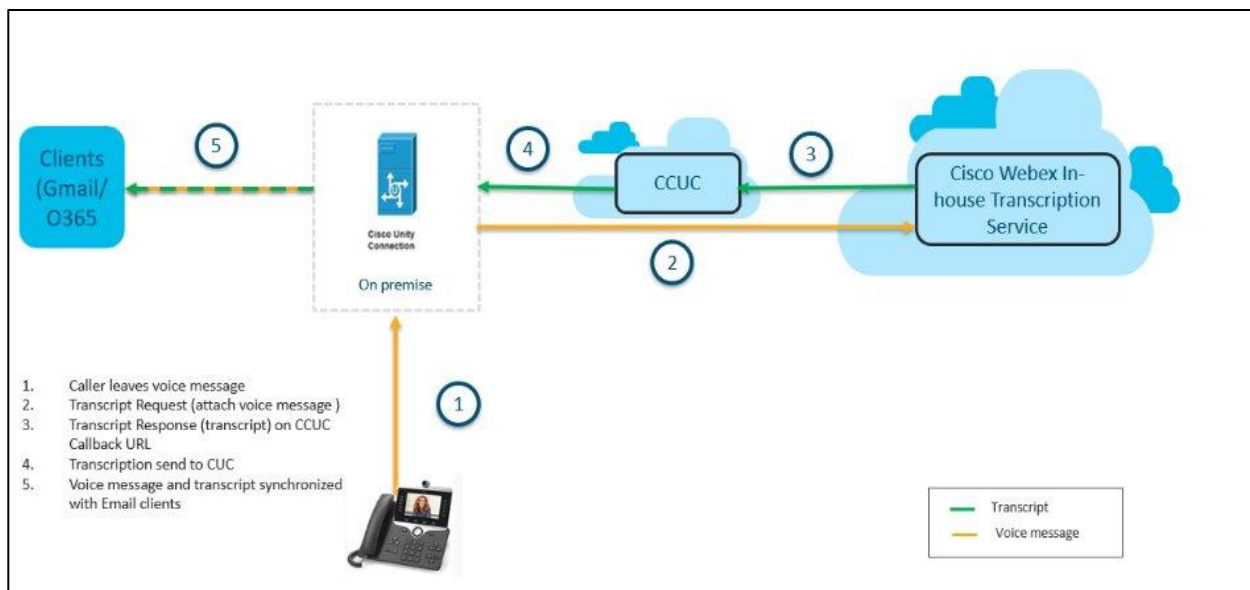 5
4
3
2
1
Clients
(Gmail/
O365
Cisco Unity
Connection
On premise
CCUC
Cisco Webex In-
house Transcription
Service
1. Caller leaves voice message
2. Transcript Request (attach voice message )
3. Transcript Response (transcript) on CCUC
Callback URL
4. Transcription send to CUC
5. Voice message and transcript synchronized
with Email clients
Transcript
Voice message